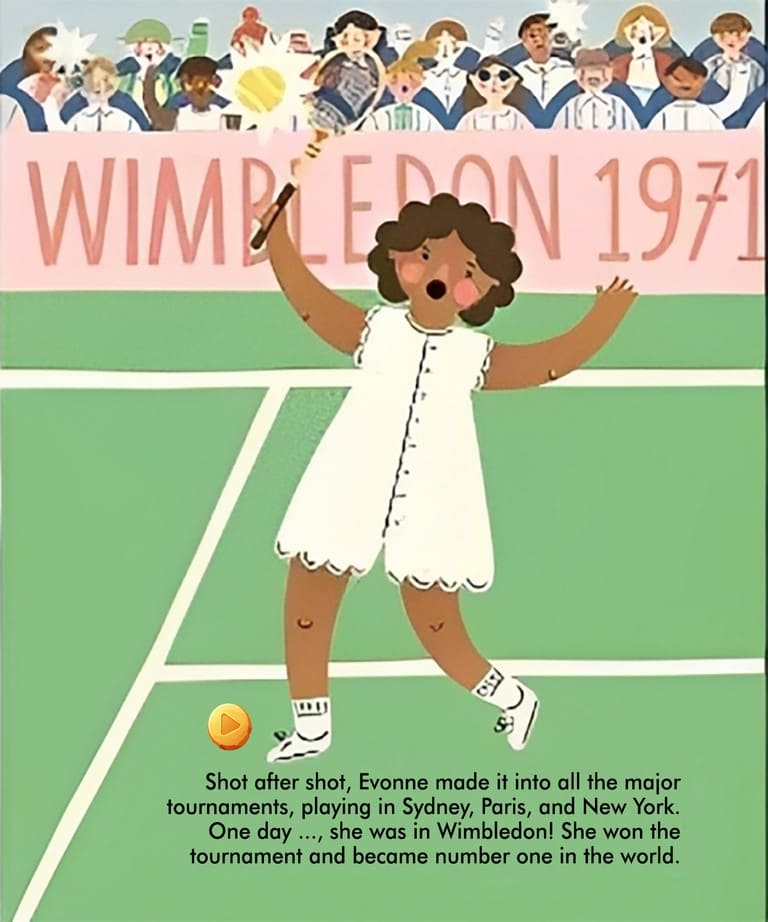 WIMBLEDON 1971
Shot after shot, Evonne made it into all the major
tournaments, playing in Sydney, Paris, and New York.
One day ..., she was in Wimbledon! She won the
tournament and became number one in the world.